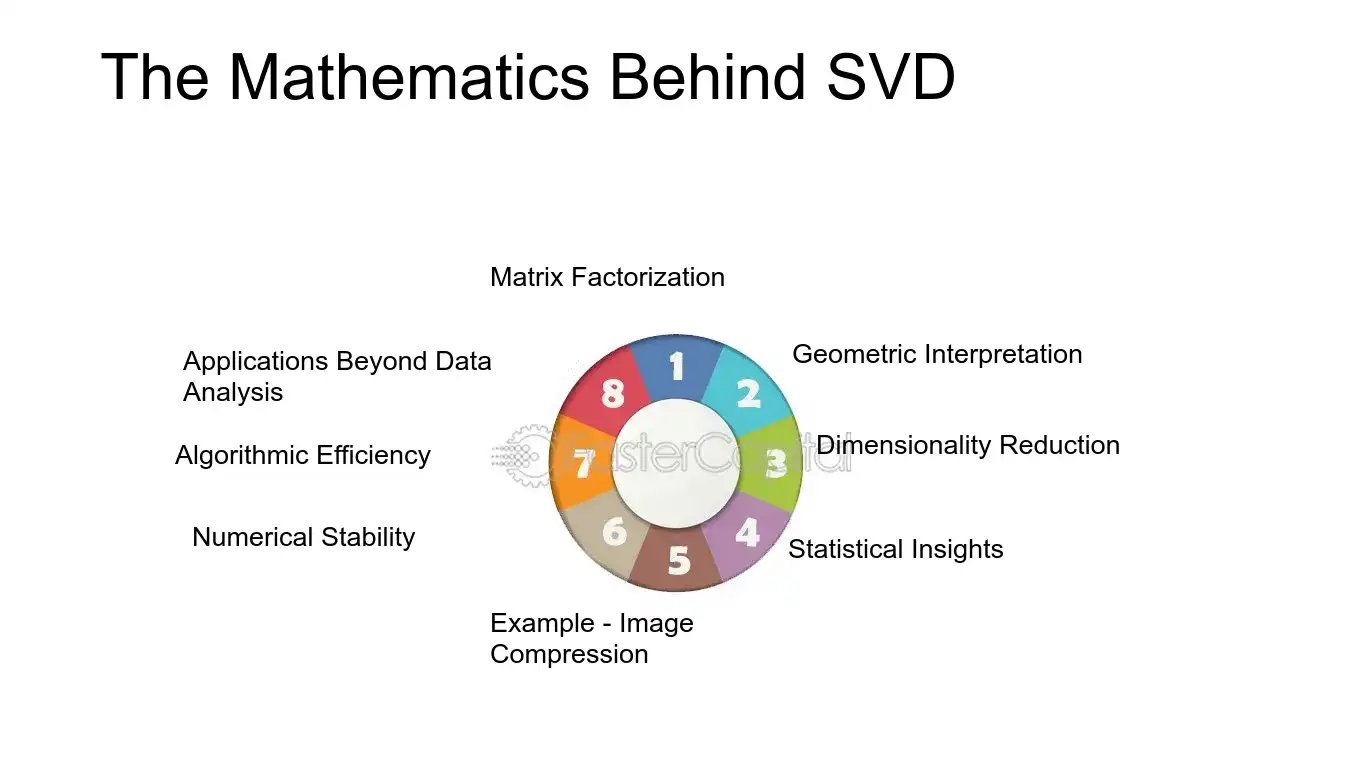 The Mathematics Behind SVD
Matrix Factorization
Applications Beyond Data
Analysis
Geometric Interpretation
Algorithmic Efficiency
Dimensionality Reduction
Numerical Stability
Statistical Insights
Example - Image
Compression
1
2
3
4
5
6
7
8
FasterCapital